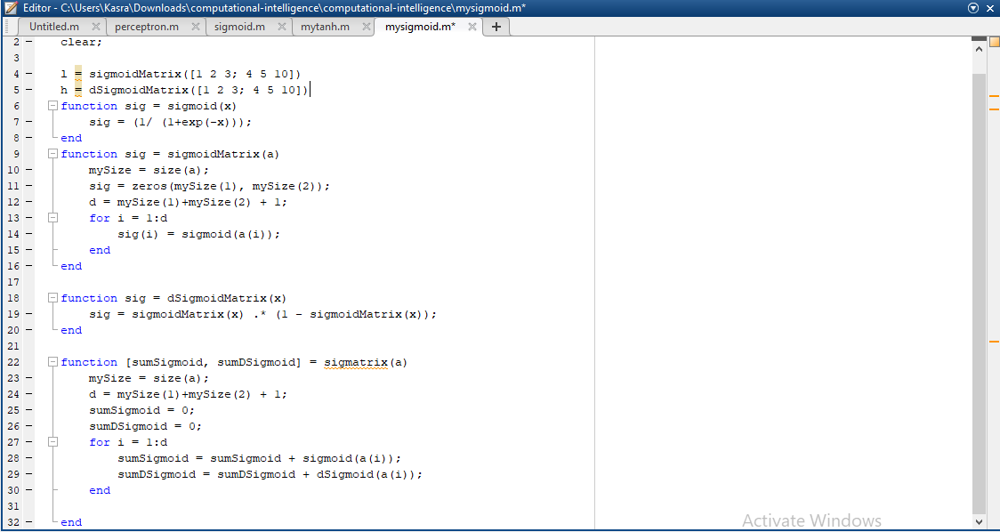 Editor - C:\Users\Kasra\Downloads\computational-intelligence\computational-intelligence\mysigmoid.m*
Untitled.m perceptron.m sigmoid.m mytanh.m mysigmoid.m* +
2 clear;
3
4 l = sigmoidMatrix([1 2 3; 4 5 10])
5 h = dSigmoidMatrix([1 2 3; 4 5 10])
6 function sig = sigmoid(x)
7 sig = (1/ (1+exp(-x)));
8 end
9 function sig = sigmoidMatrix(a)
10 mySize = size(a);
11 sig = zeros(mySize(1), mySize(2));
12 d = mySize(1)+mySize(2) + 1;
13 for i = 1:d
14 sig(i) = sigmoid(a(i));
15 end
16 end
17
18 function sig = dSigmoidMatrix(x)
19 sig = sigmoidMatrix(x) .* (1 - sigmoidMatrix(x));
20 end
21
22 function [sumSigmoid, sumDSigmoid] = sigmatrix(a)
23 mySize = size(a);
24 d = mySize(1)+mySize(2) + 1;
25 sumSigmoid = 0;
26 sumDSigmoid = 0;
27 for i = 1:d
28 sumSigmoid = sumSigmoid + sigmoid(a(i));
29 sumDSigmoid = sumDSigmoid + dSigmoid(a(i));
30 end
31
32 end
Activate Windows